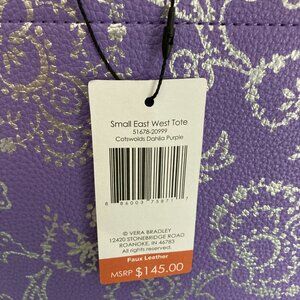 Small East West Tote
51678-20999
Cotswolds Dahlia Purple
© VERA BRADLEY
12420 STONEBRIDGE ROAD
ROANOKE, IN 46783
All rights reserved.
Faux Leather
MSRP $145.00